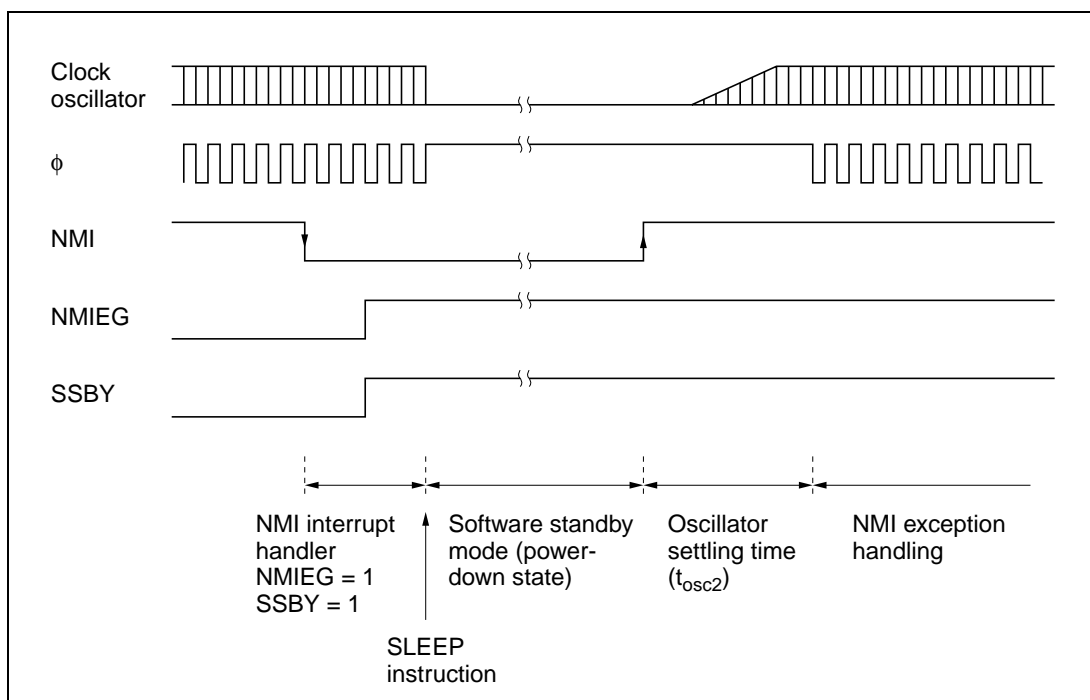 Clock
oscillator
ϕ
NMI
NMIEG
SSBY
NMI interrupt
handler
NMIEG = 1
SSBY = 1
Software standby
mode (power-
down state)
Oscillator
settling time
(tosc2)
NMI exception
handling
SLEEP
instruction